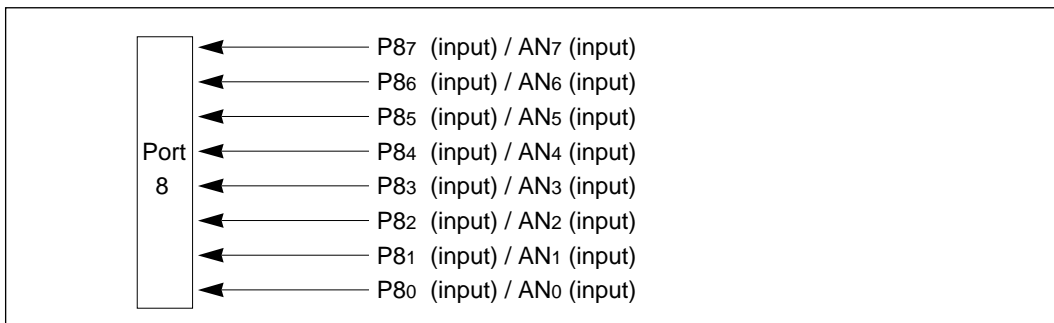 Port
8
P87 (input) / AN7 (input)
P86 (input) / AN6 (input)
P85 (input) / AN5 (input)
P84 (input) / AN4 (input)
P83 (input) / AN3 (input)
P82 (input) / AN2 (input)
P81 (input) / AN1 (input)
P80 (input) / AN0 (input)